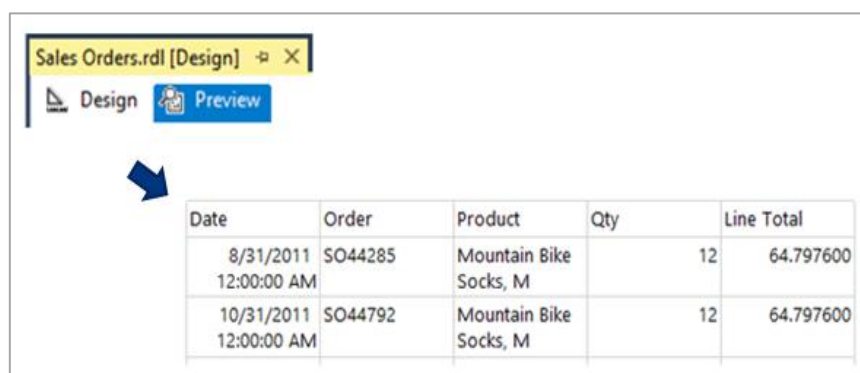 Sales Orders.rdl [Design]
Design Preview
Date Order Product Qty Line Total
8/31/2011 SO44285 Mountain Bike 12 64.797600
12:00:00 AM Socks, M
10/31/2011 SO44792 Mountain Bike 12 64.797600
12:00:00 AM Socks, M